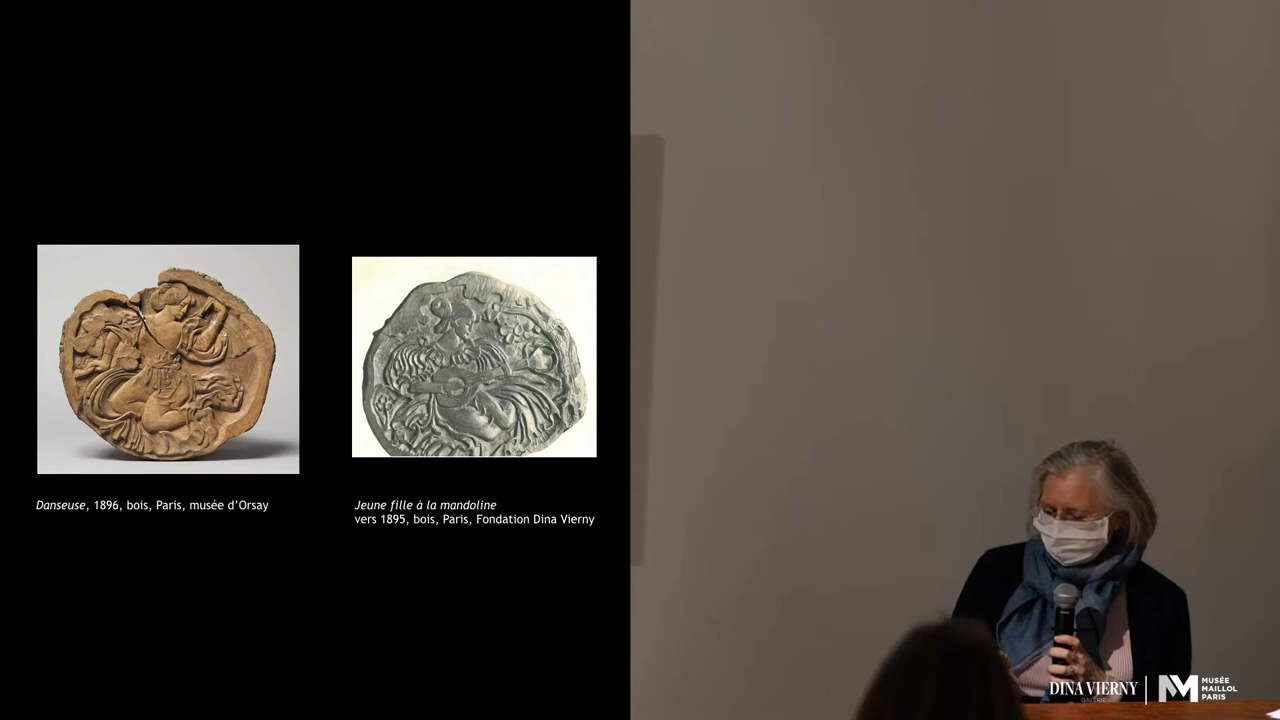 Danseuse, 1896, bois, Paris, musée d'Orsay
Jeune fille à la mandoline
vers 1895, bois, Paris, Fondation Dina Vierny
DINA VIERNY
GALERIE
MUSÉE
MAILLOL
PARIS